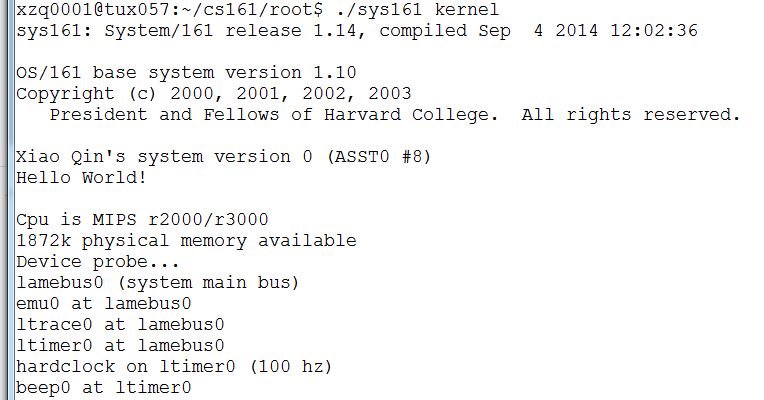 xzq0001@tux057:~/cs161/root$ ./sys161 kernel
sys161: System/161 release 1.14, compiled Sep  4 2014 12:02:36

OS/161 base system version 1.10
Copyright (c) 2000, 2001, 2002, 2003
   President and Fellows of Harvard College.  All rights reserved.

Xiao Qin's system version 0 (ASST0 #8)
Hello World!

Cpu is MIPS r2000/r3000
1872k physical memory available
Device probe...
lamebus0 (system main bus)
emu0 at lamebus0
ltrace0 at lamebus0
ltimer0 at lamebus0
hardclock on ltimer0 (100 hz)
beep0 at ltimer0